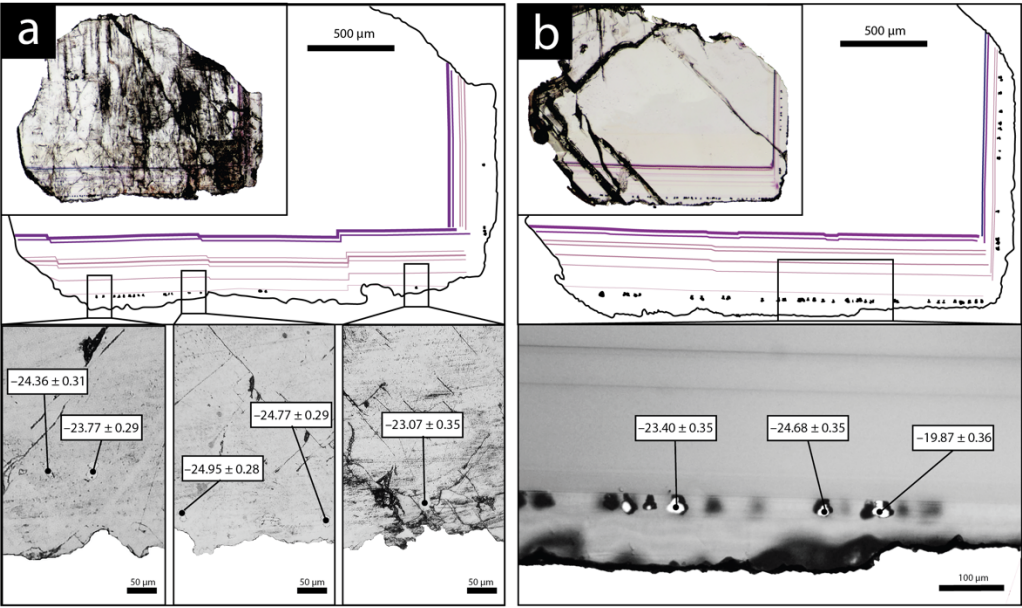 a
500 µm
–24.36 ± 0.31
–23.77 ± 0.29
50 µm
–24.77 ± 0.29
–24.95 ± 0.28
50 µm
–23.07 ± 0.35
50 µm
b
500 µm
–23.40 ± 0.35
–24.68 ± 0.35
–19.87 ± 0.36
100 µm